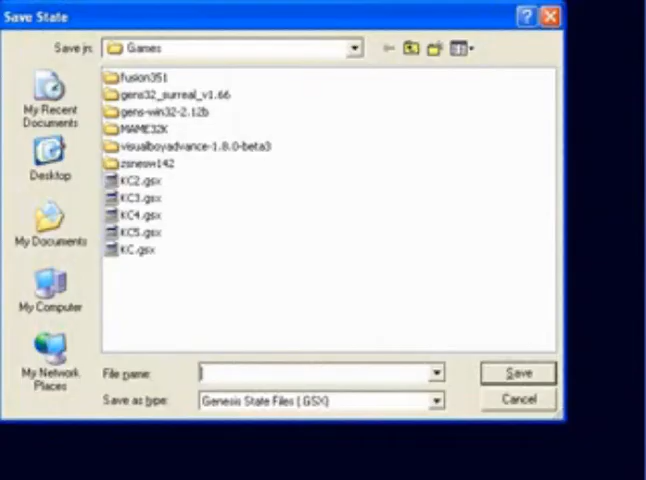 Save State
Save in:
Games
fusion351
gens32_surreal_v1.66
gens-win32-2.12b
MAME32K
visualboyadvance-1.8.0-beta3
zsnesw142
KC2.gsx
KC3.gsx
KC4.gsx
KC5.gsx
KC.gsx
My Recent
Documents
Desktop
My Documents
My Computer
My Network
Places
File name:
Save
Save as type:
Genesis State Files (.GSX)
Cancel